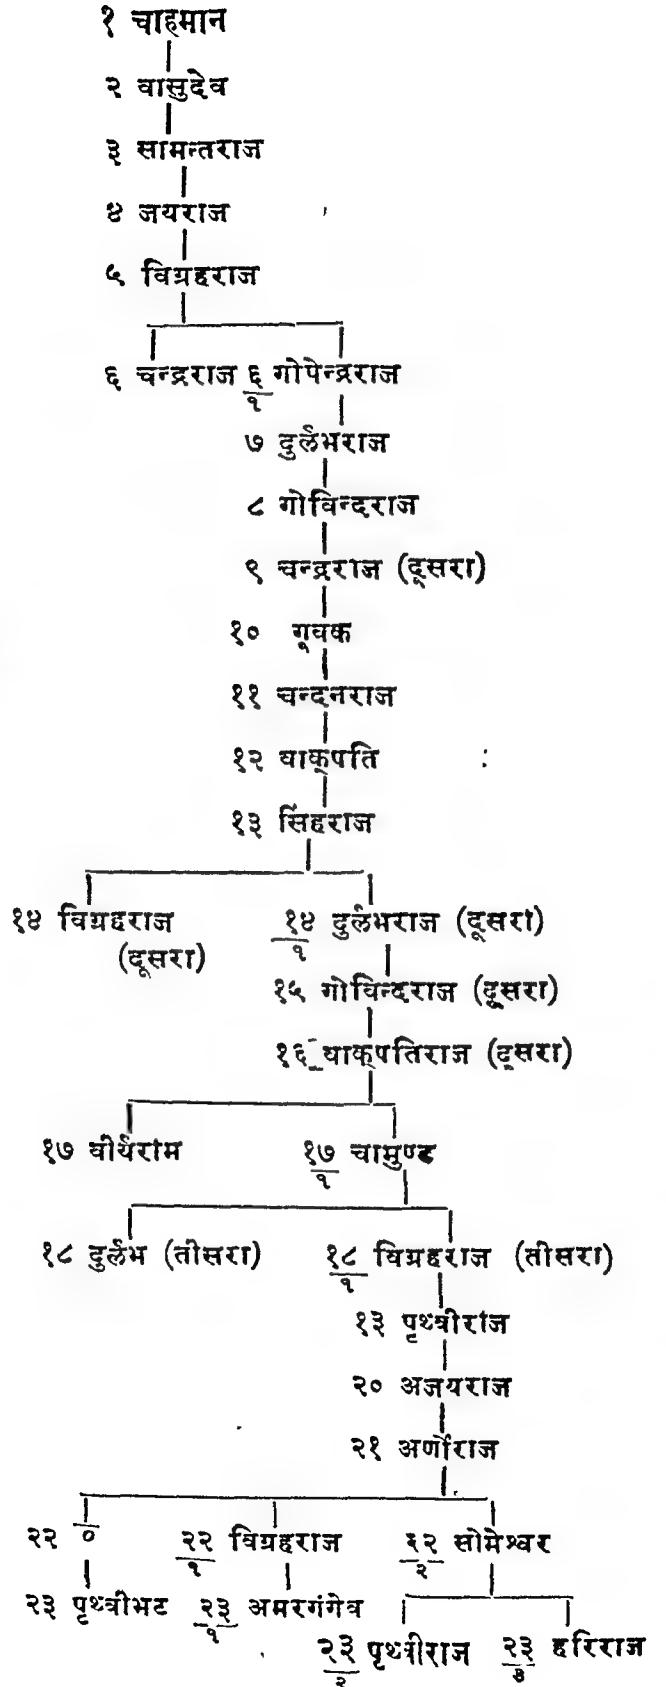 १ चाहमान
२ वासुदेव
३ सामन्तराज
४ जयराज
५ विग्रहराज
६ चन्द्रराज ६/१ गोपेन्द्रराज
७ दुर्लभराज
८ गोविन्दराज
९ चन्द्रराज (दूसरा)
१० गूवक
११ चन्दनराज
१२ वाक्पति
१३ सिंहराज
१४ विग्रहराज १४/१ दुर्लभराज (दूसरा)
(दूसरा)
१५ गोविन्दराज (दूसरा)
१६ वाक्पतिराज (दूसरा)
१७ वीर्यराम १७/१ चामुण्ड
१८ दुर्लभ (तीसरा) १८/१ विग्रहराज (तीसरा)
१३ पृथ्वीराज
२० अजयराज
२१ अर्णोराज
२२ ० २२/१ विग्रहराज २२/२ सोमेश्वर
२३ पृथ्वीभट २३/१ अमरगंगेव
२३/२ पृथ्वीराज २३/३ हरिराज